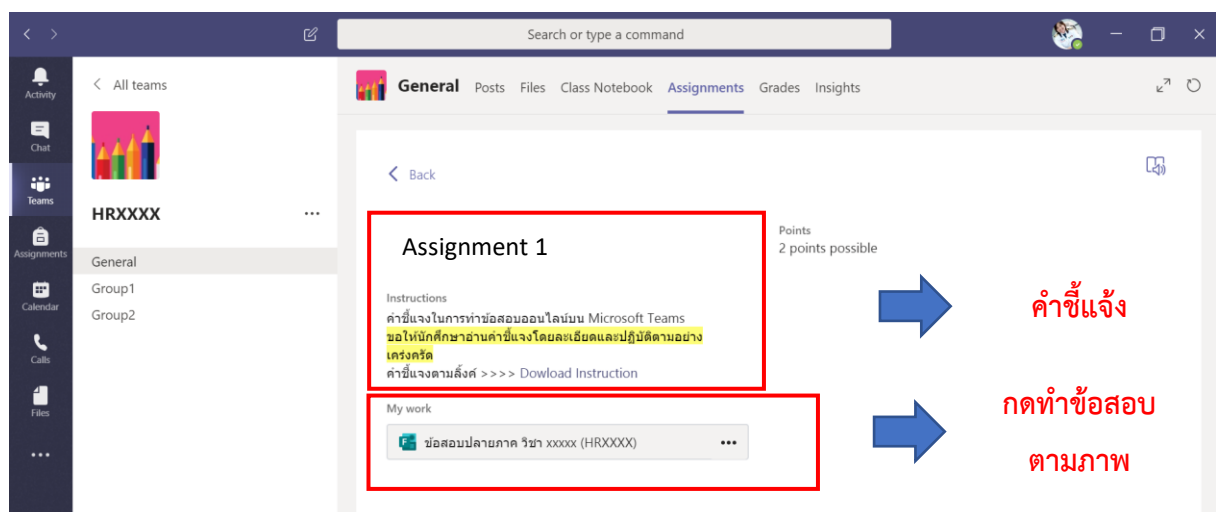 Search or type a command
Activity
Chat
Teams
Assignments
Calendar
Calls
Files
< All teams
HRXXXX
General
Group1
Group2
General Posts Files Class Notebook Assignments Grades Insights
Back
Assignment 1
Points
2 points possible
Instructions
คำชี้แจงในการทำข้อสอบออนไลน์บน Microsoft Teams
ขอให้นักศึกษาอ่านคำชี้แจงโดยละเอียดและปฏิบัติตามอย่าง
เคร่งครัด
คำชี้แจงตามลิ้งค์ >>>> Dowload Instruction
คำชี้แจ้ง
My work
ข้อสอบปลายภาค วิชา xxxxx (HRXXXX)
กดทำข้อสอบ
ตามภาพ